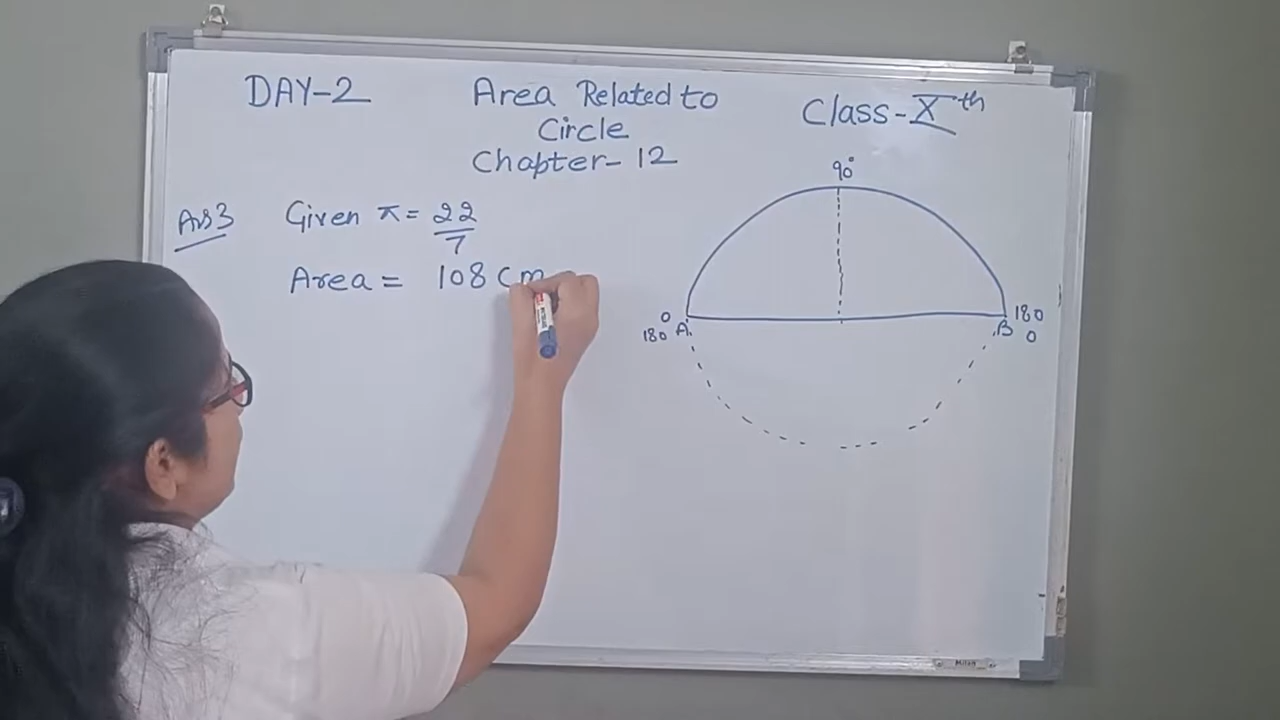 DAY-2
Area Related to
Circle
Chapter-12
Class-Xth
Ans3
Given π = 22/7
Area = 108 cm
90°
0
180 A
180
B 0